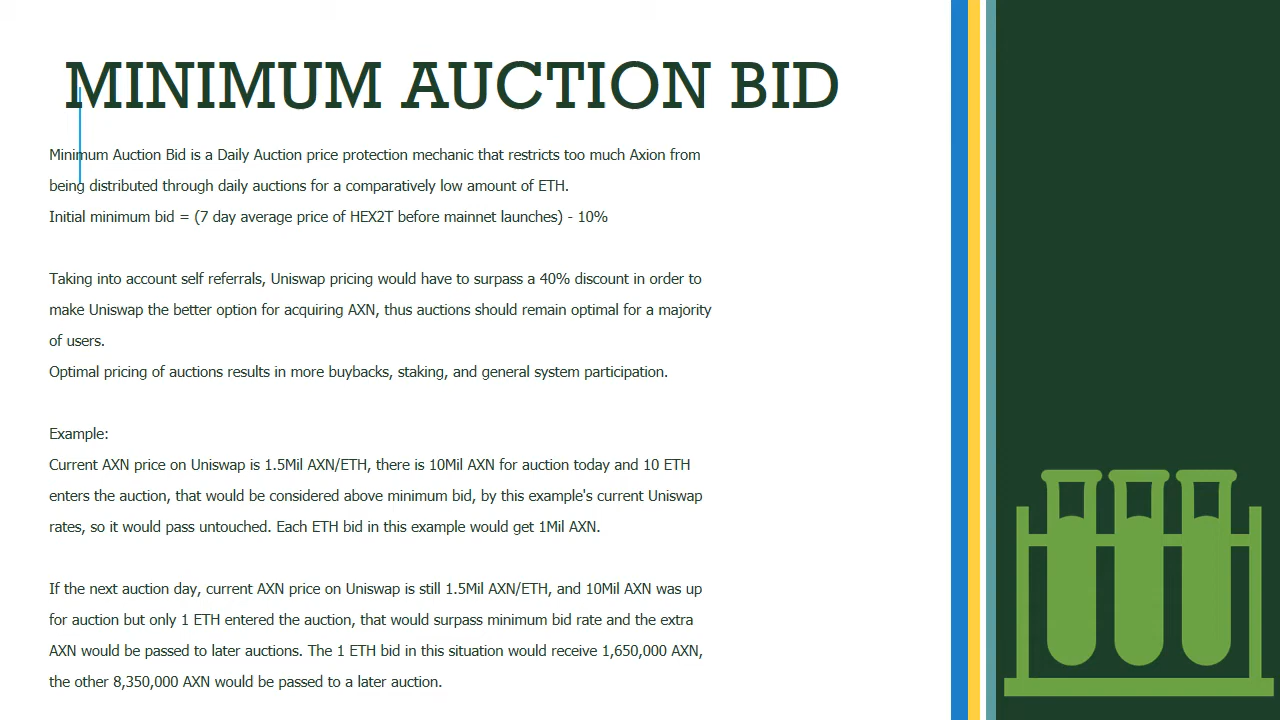 MINIMUM AUCTION BID
Minimum Auction Bid is a Daily Auction price protection mechanic that restricts too much Axion from
being distributed through daily auctions for a comparatively low amount of ETH.
Initial minimum bid = (7 day average price of HEX2T before mainnet launches) - 10%
Taking into account self referrals, Uniswap pricing would have to surpass a 40% discount in order to
make Uniswap the better option for acquiring AXN, thus auctions should remain optimal for a majority
of users.
Optimal pricing of auctions results in more buybacks, staking, and general system participation.
Example:
Current AXN price on Uniswap is 1.5Mil AXN/ETH, there is 10Mil AXN for auction today and 10 ETH
enters the auction, that would be considered above minimum bid, by this example's current Uniswap
rates, so it would pass untouched. Each ETH bid in this example would get 1Mil AXN.
If the next auction day, current AXN price on Uniswap is still 1.5Mil AXN/ETH, and 10Mil AXN was up
for auction but only 1 ETH entered the auction, that would surpass minimum bid rate and the extra
AXN would be passed to later auctions. The 1 ETH bid in this situation would receive 1,650,000 AXN,
the other 8,350,000 AXN would be passed to a later auction.